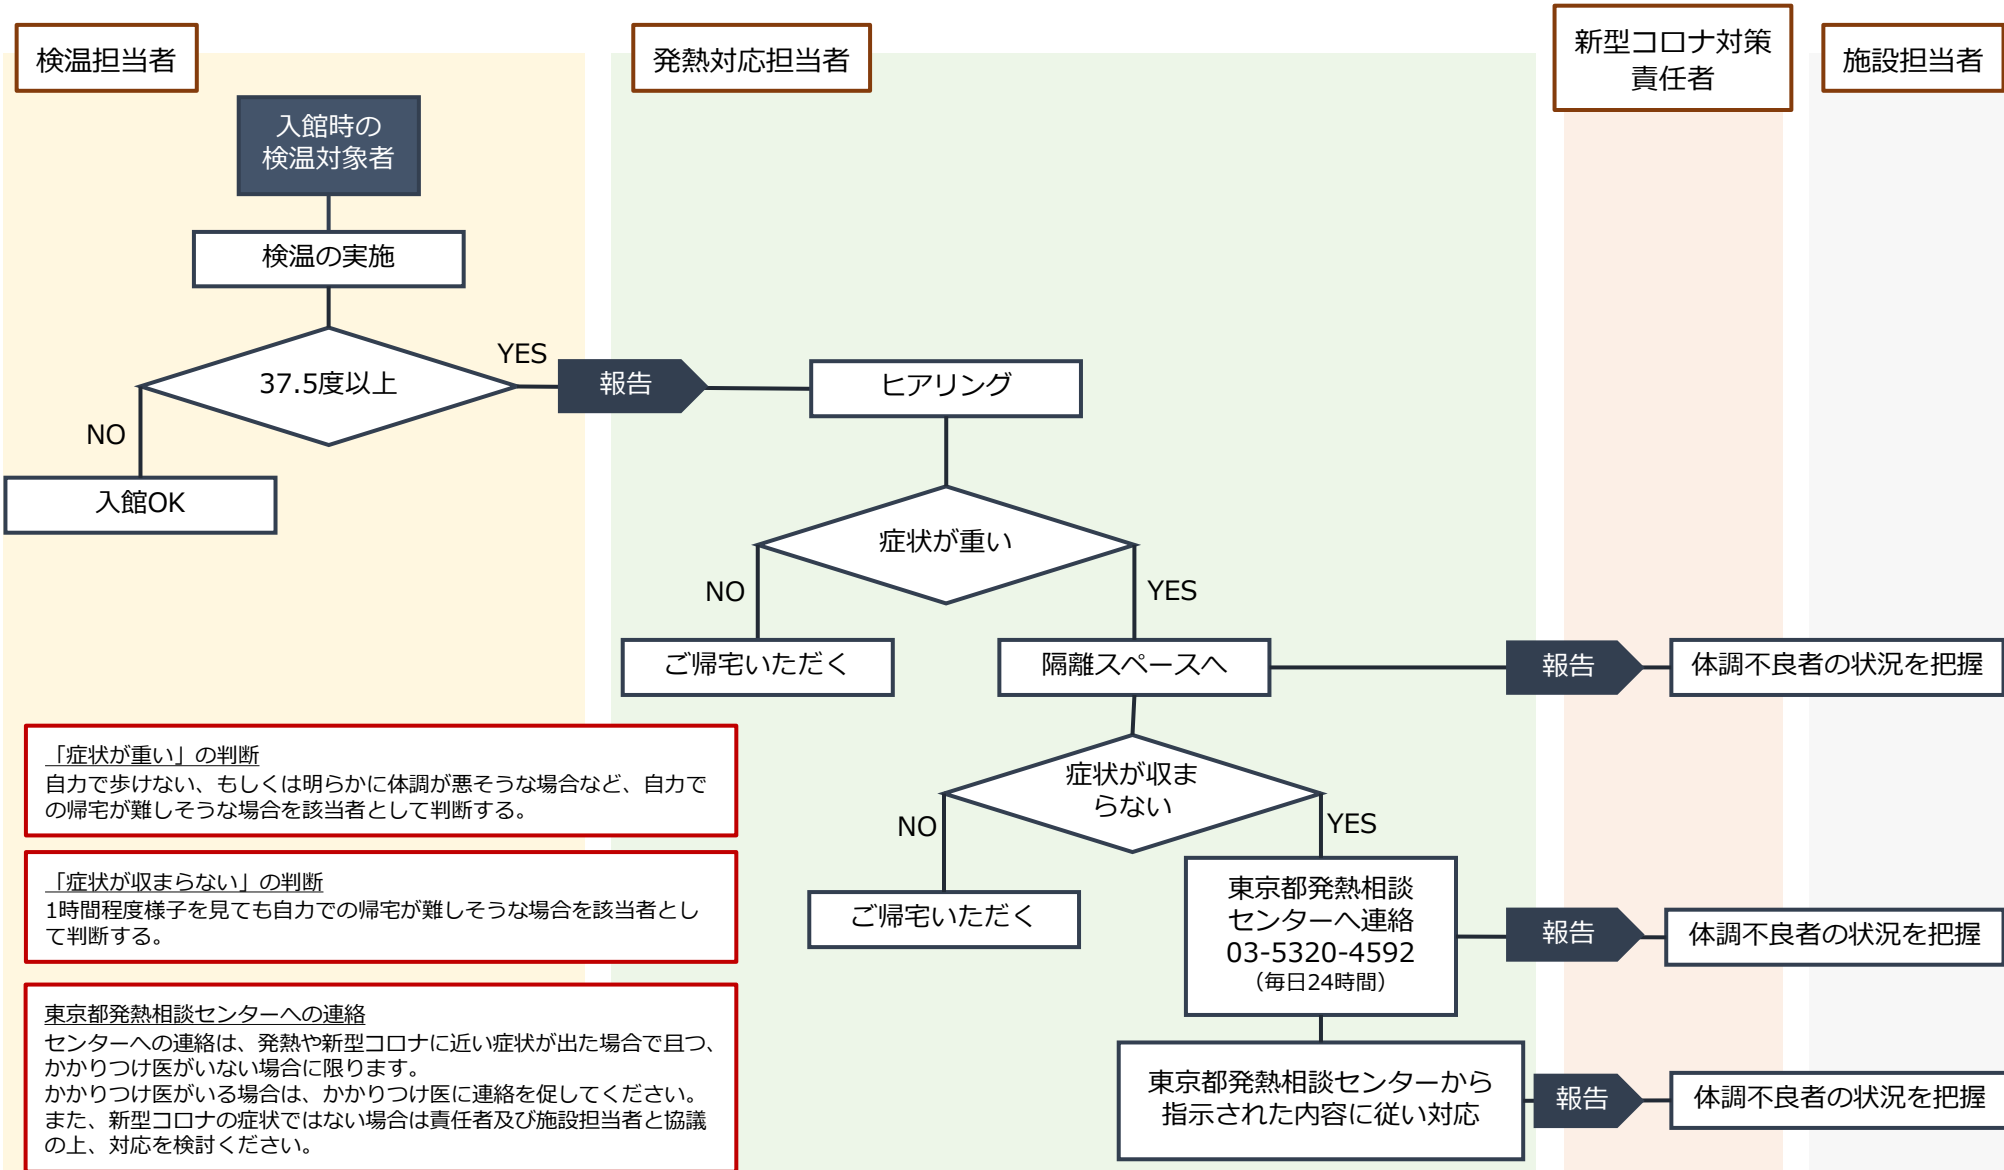 検温担当者
発熱対応担当者
新型コロナ対策
責任者
施設担当者
入館時の
検温対象者
検温の実施
37.5度以上
YES
報告
ヒアリング
NO
入館OK
症状が重い
NO
YES
ご帰宅いただく
隔離スペースへ
報告
体調不良者の状況を把握
症状が収ま
らない
NO
YES
ご帰宅いただく
東京都発熱相談
センターへ連絡
03-5320-4592
（毎日24時間）
報告
体調不良者の状況を把握
東京都発熱相談センターから
指示された内容に従い対応
報告
体調不良者の状況を把握
「症状が重い」の判断
自力で歩けない、もしくは明らかに体調が悪そうな場合など、自力で
の帰宅が難しそうな場合を該当者として判断する。
「症状が収まらない」の判断
1時間程度様子を見ても自力での帰宅が難しそうな場合を該当者とし
て判断する。
東京都発熱相談センターへの連絡
センターへの連絡は、発熱や新型コロナに近い症状が出た場合で且つ、
かかりつけ医がいない場合に限ります。
かかりつけ医がいる場合は、かかりつけ医に連絡を促してください。
また、新型コロナの症状ではない場合は責任者及び施設担当者と協議
の上、対応を検討ください。